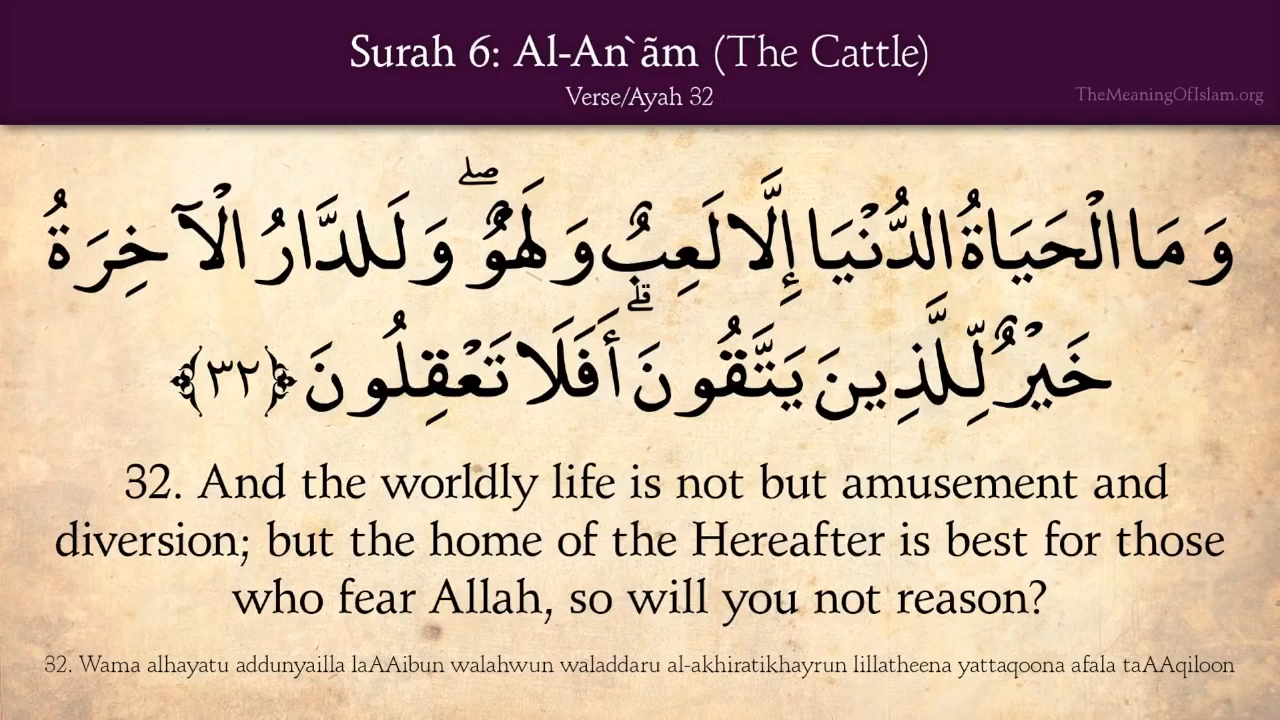 Surah 6: Al-An`ãm (The Cattle)
Verse/Ayah 32
TheMeaningOfIslam.org
وَمَا الْحَيَاةُ الدُّنْيَا إِلَّا لَعِبٌ وَلَهْوٌ ۖ وَلَلدَّارُ الْآخِرَةُ
خَيْرٌ لِّلَّذِينَ يَتَّقُونَ ۗ أَفَلَا تَعْقِلُونَ ﴿٣٢﴾
32. And the worldly life is not but amusement and
diversion; but the home of the Hereafter is best for those
who fear Allah, so will you not reason?
32. Wama alhayatu addunyailla laAAibun walahwun waladdaru al-akhiratikhayrun lillatheena yattaqoona afala taAAqiloon